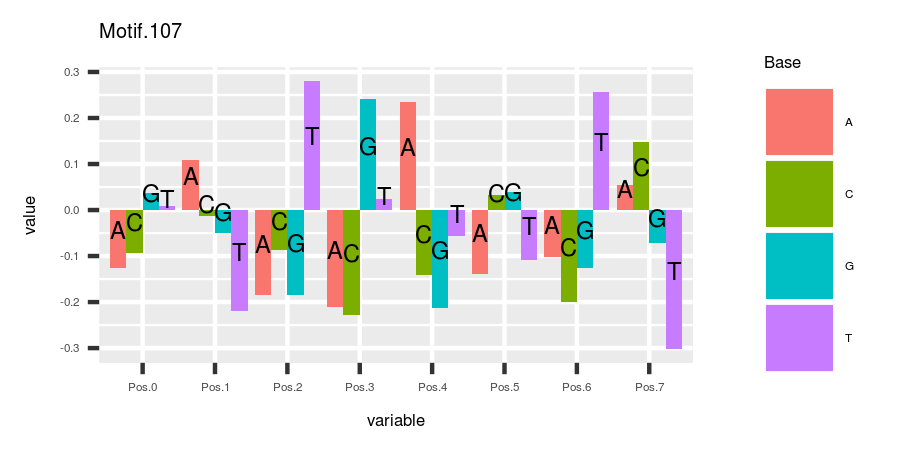 Motif.107
Base
value
0.3
0.2
0.1
0.0
-0.1
-0.2
-0.3
A C G T A C G T A C G T A C G T A C G T A C G T A C G T A C G T
Pos.0 Pos.1 Pos.2 Pos.3 Pos.4 Pos.5 Pos.6 Pos.7
variable
A
C
G
T